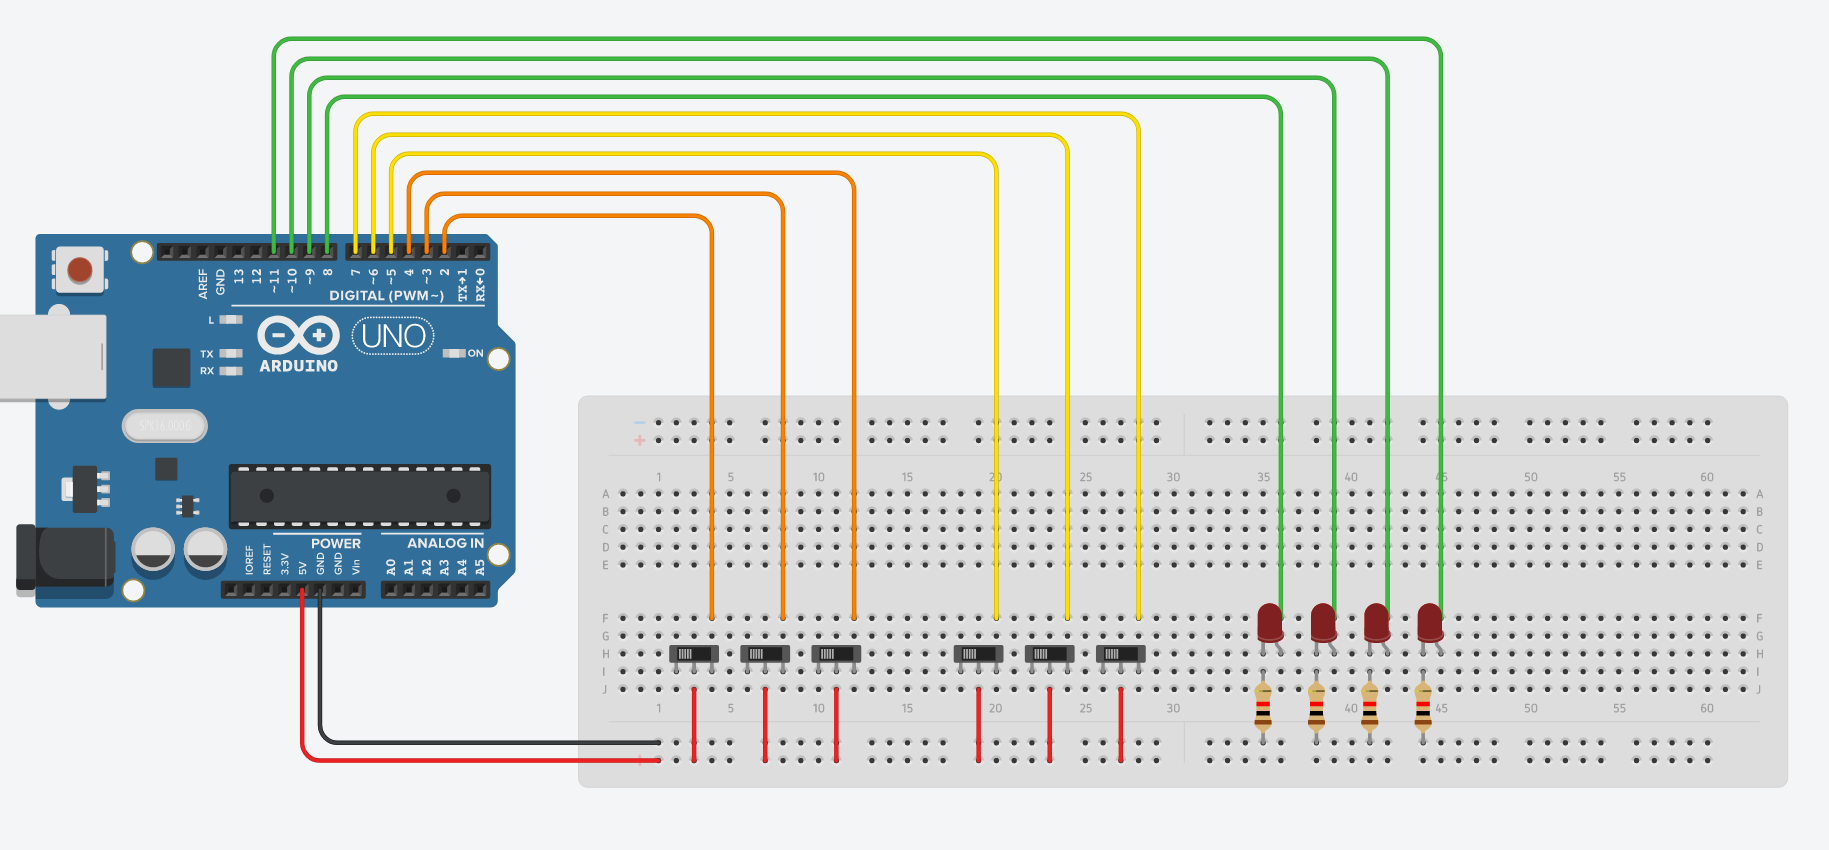 AREF
GND
13
12
~11
~10
~9
8
7
~6
~5
4
~3
2
TX→1
RX←0
DIGITAL (PWM~)
L
TX
RX
UNO
ON
ARDUINO
POWER
ANALOG IN
IOREF
RESET
3.3V
5V
GND
GND
Vin
A0
A1
A2
A3
A4
A5
− 
+
1 5 10 15 20 25 30 35 40 45 50 55 60
A A
B B
C C
D D
E E
F F
G G
H H
I I
J J
1 5 10 15 20 25 30 40 45 50 55 60